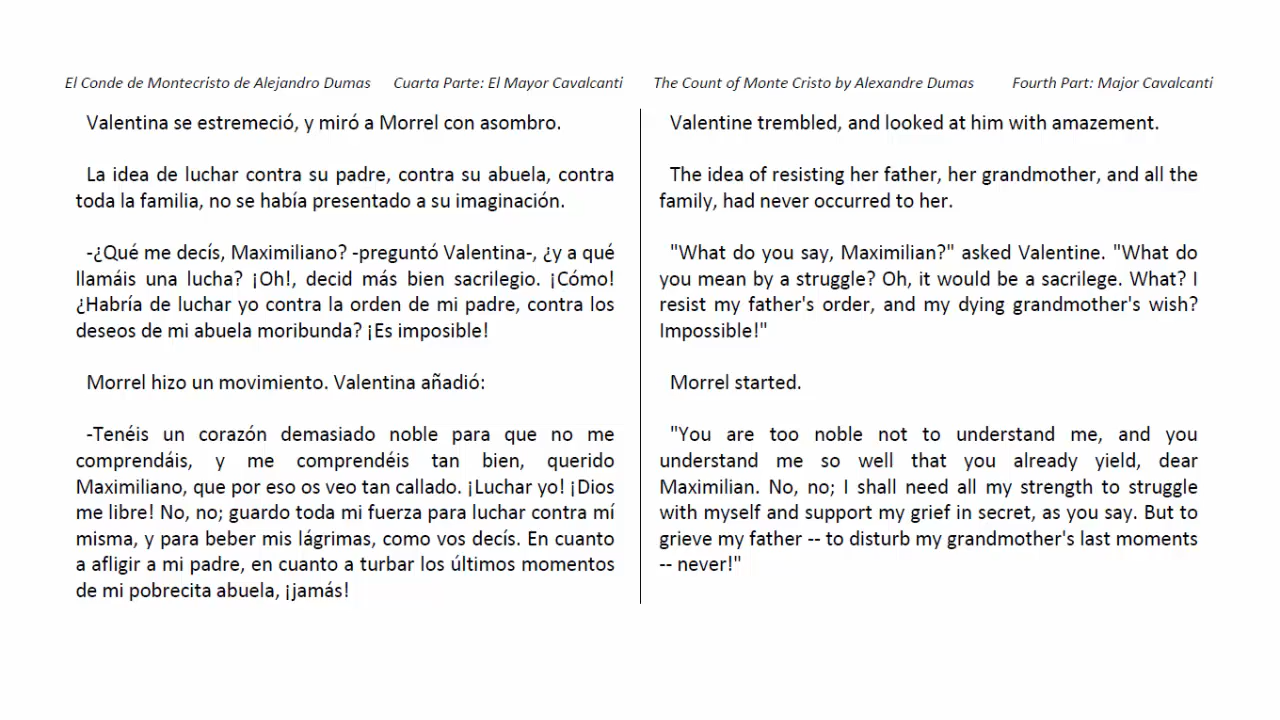 El Conde de Montecristo de Alejandro Dumas Cuarta Parte: El Mayor Cavalcanti
Valentina se estremeció, y miró a Morrel con asombro.
La idea de luchar contra su padre, contra su abuela, contra
toda la familia, no se había presentado a su imaginación.
-¿Qué me decís, Maximiliano? -preguntó Valentina-, ¿y a qué
llamáis una lucha? ¡Oh!, decid más bien sacrilegio. ¡Cómo!
¿Habría de luchar yo contra la orden de mi padre, contra los
deseos de mi abuela moribunda? ¡Es imposible!
Morrel hizo un movimiento. Valentina añadió:
-Tenéis un corazón demasiado noble para que no me
comprendáis, y me comprendéis tan bien, querido
Maximiliano, que por eso os veo tan callado. ¡Luchar yo! ¡Dios
me libre! No, no; guardo toda mi fuerza para luchar contra mí
misma, y para beber mis lágrimas, como vos decís. En cuanto
a afligir a mi padre, en cuanto a turbar los últimos momentos
de mi pobrecita abuela, ¡jamás!
The Count of Monte Cristo by Alexandre Dumas Fourth Part: Major Cavalcanti
Valentine trembled, and looked at him with amazement.
The idea of resisting her father, her grandmother, and all the
family, had never occurred to her.
"What do you say, Maximilian?" asked Valentine. "What do
you mean by a struggle? Oh, it would be a sacrilege. What? I
resist my father's order, and my dying grandmother's wish?
Impossible!"
Morrel started.
"You are too noble not to understand me, and you
understand me so well that you already yield, dear
Maximilian. No, no; I shall need all my strength to struggle
with myself and support my grief in secret, as you say. But to
grieve my father -- to disturb my grandmother's last moments
-- never!"